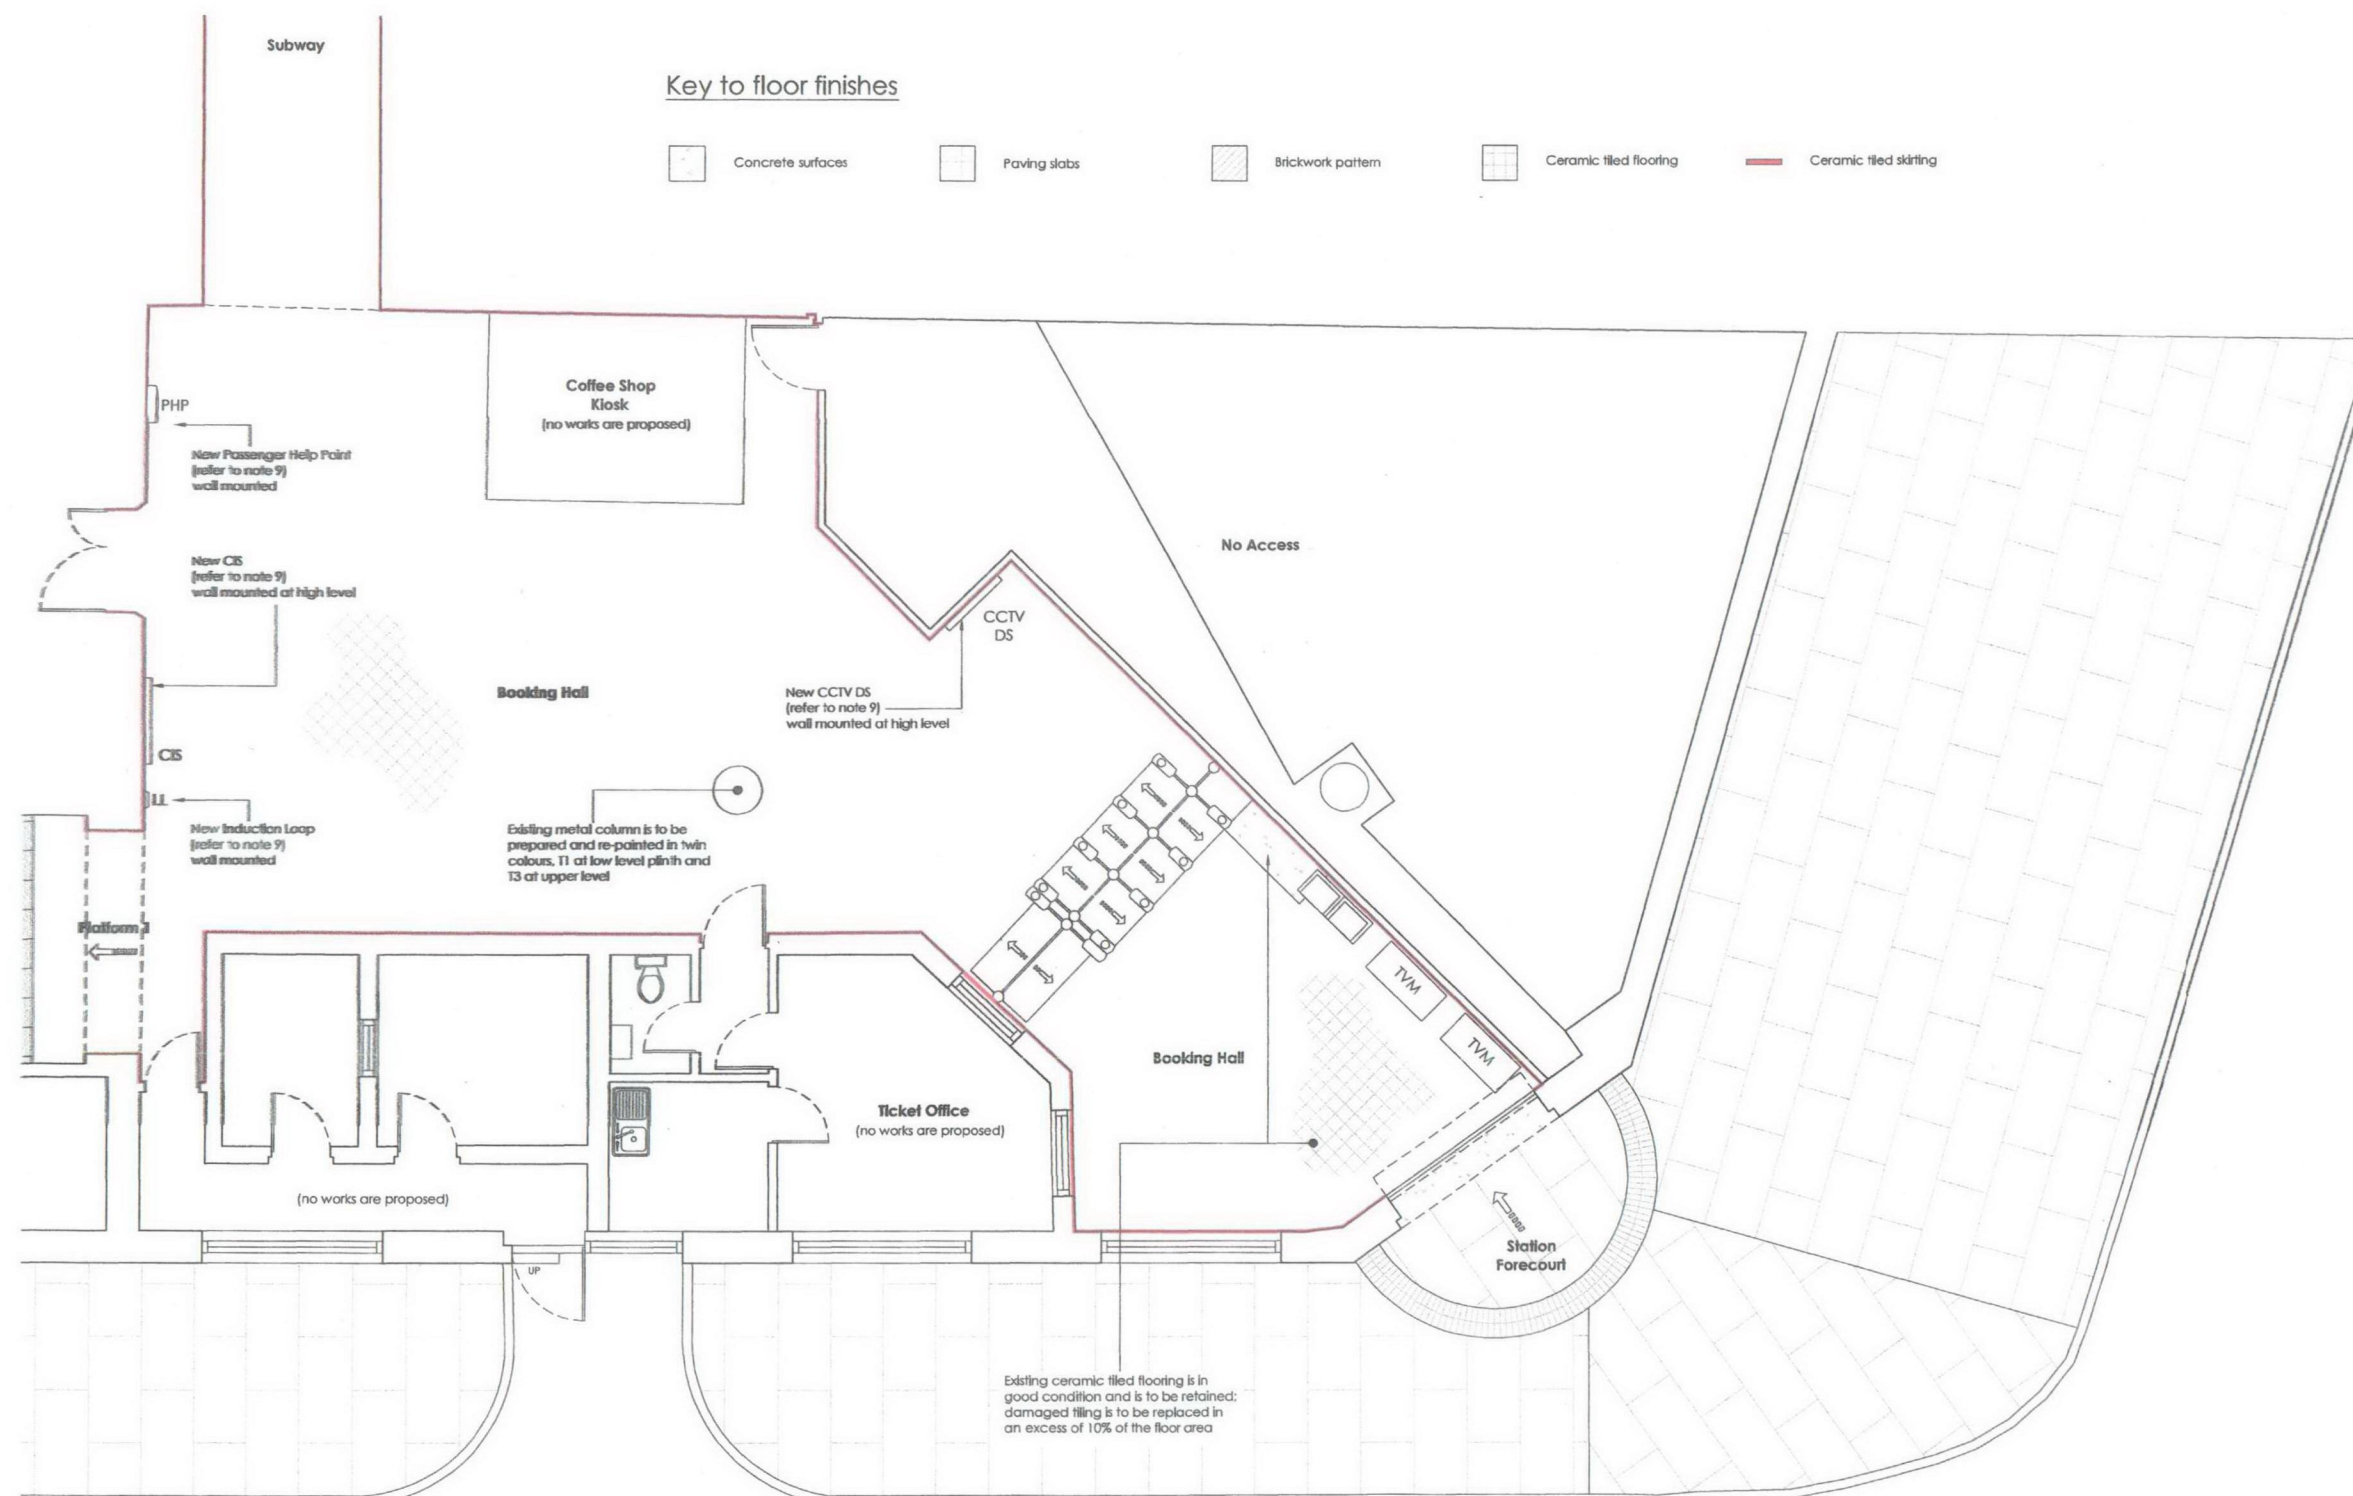 Subway
Key to floor finishes
Concrete surfaces
Paving slabs
Brickwork pattern
Ceramic tiled flooring
Ceramic tiled skirting
Coffee Shop
Kiosk
(no works are proposed)
PHP
New Passenger Help Point
(refer to note 9)
wall mounted
No Access
New CIS
(refer to note 9)
wall mounted at high level
CCTV
DS
Booking Hall
New CCTV DS
(refer to note 9)
wall mounted at high level
CIS
IL
New Induction Loop
(refer to note 9)
wall mounted
Existing metal column is to be
prepared and re-painted in twin
colours, T1 at low level plinth and
T3 at upper level
Platform 1
TVM
TVM
Booking Hall
Ticket Office
(no works are proposed)
(no works are proposed)
Station
Forecourt
UP
Existing ceramic tiled flooring is in
good condition and is to be retained;
damaged tiling is to be replaced in
an excess of 10% of the floor area